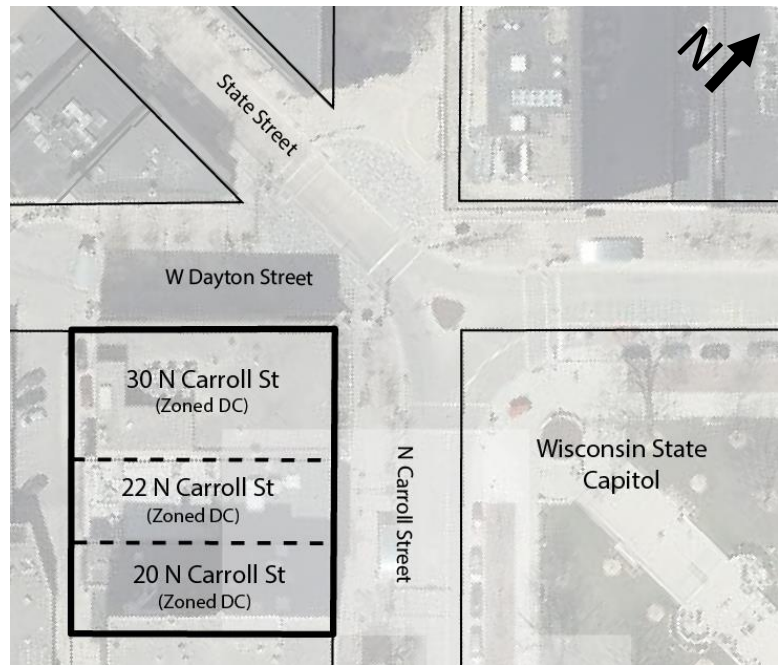 N
State Street
W Dayton Street
30 N Carroll St
(Zoned DC)
22 N Carroll St
(Zoned DC)
20 N Carroll St
(Zoned DC)
N Carroll Street
Wisconsin State
Capitol